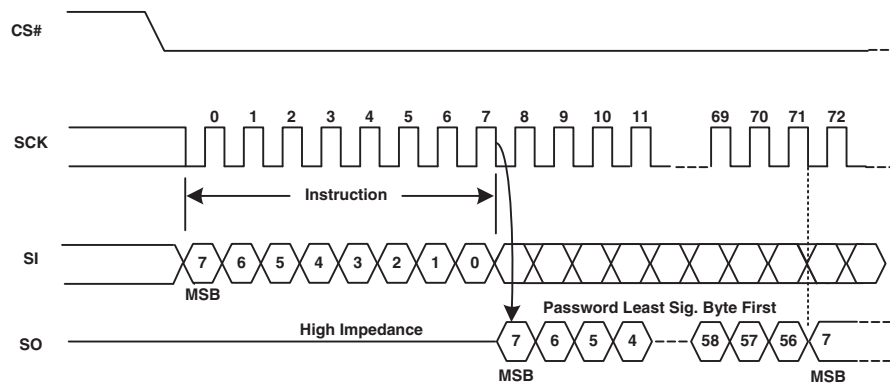 CS#
0 1 2 3 4 5 6 7 8 9 10 11 69 70 71 72
SCK
Instruction
SI
7 6 5 4 3 2 1 0
MSB
Password Least Sig. Byte First
High Impedance
SO
7 6 5 4 58 57 56 7
MSB MSB